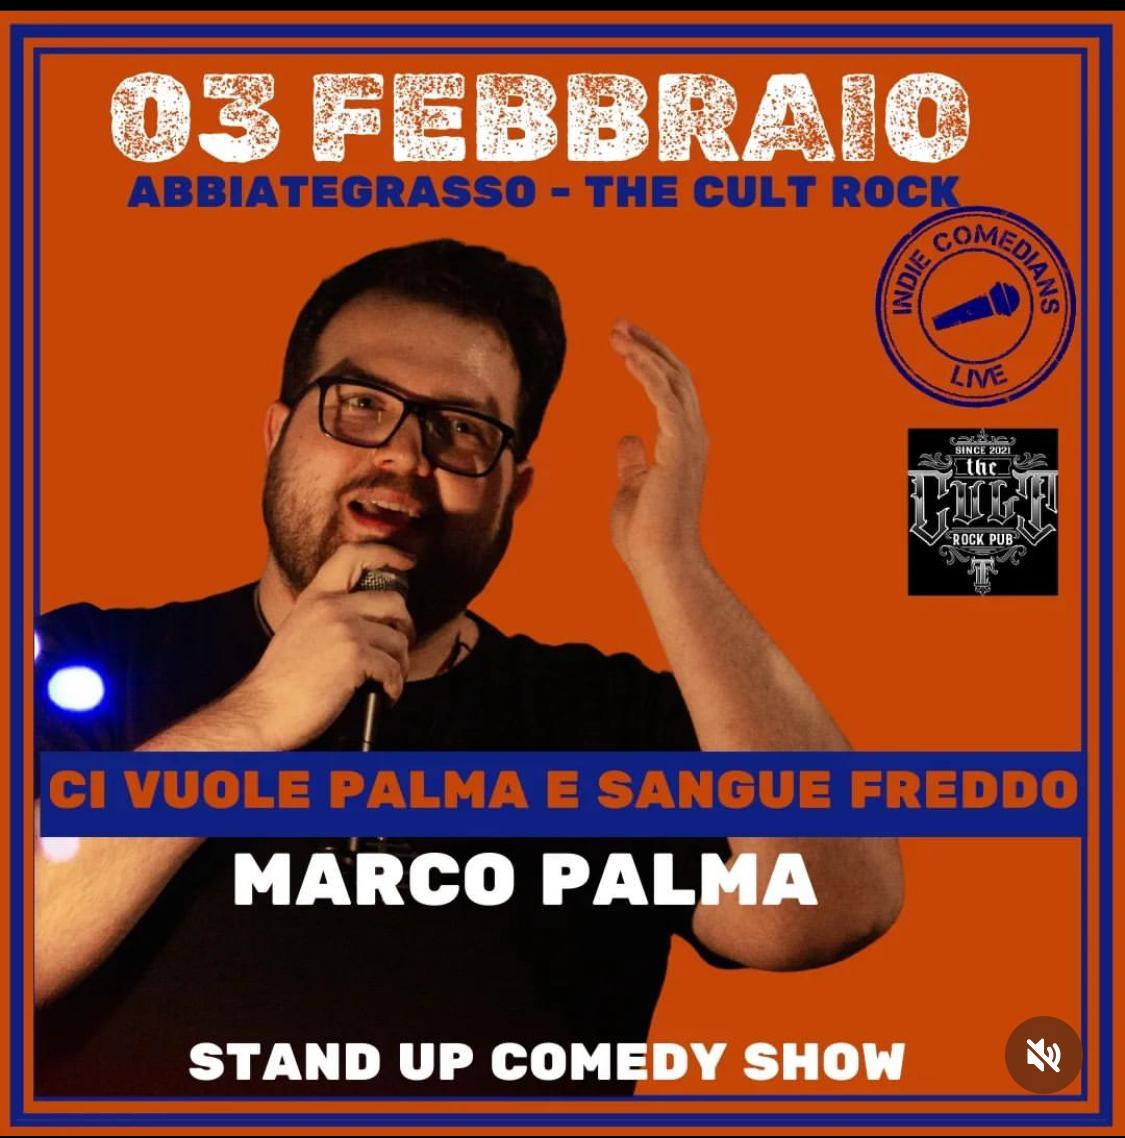 03 FEBBRAIO
ABBIATEGRASSO - THE CULT ROCK
INDIE COMEDIANS
LIVE
SINCE 2021
the
CULT
ROCK PUB
CI VUOLE PALMA E SANGUE FREDDO
MARCO PALMA
STAND UP COMEDY SHOW